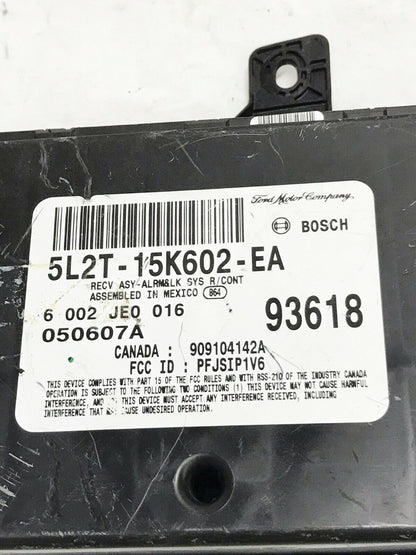 Ford Motor Company,
BOSCH
5L2T-15K602-EA
RECV ASY-ALRM&LK SYS R/CONT
ASSEMBLED IN MEXICO 864
6 002 JE0 016
93618
050607A
CANADA : 909104142A
FCC ID : PFJSIP1V6
THIS DEVICE COMPLIES WITH PART 15 OF THE FCC RULES AND WITH RSS-210 OF THE INDUSTRY CANADA
OPERATION IS SUBJECT TO THE FOLLOWING TWO CONDITIONS (1) THIS DEVICE MAY NOT CAUSE HARMFUL
INTERFERENCE, AND THIS DEVICE MUST ACCEPT ANY INTERFERENCE RECEIVED, INCLUDING
INTERFERENCE THAT MAY CAUSE UNDESIRED OPERATION.